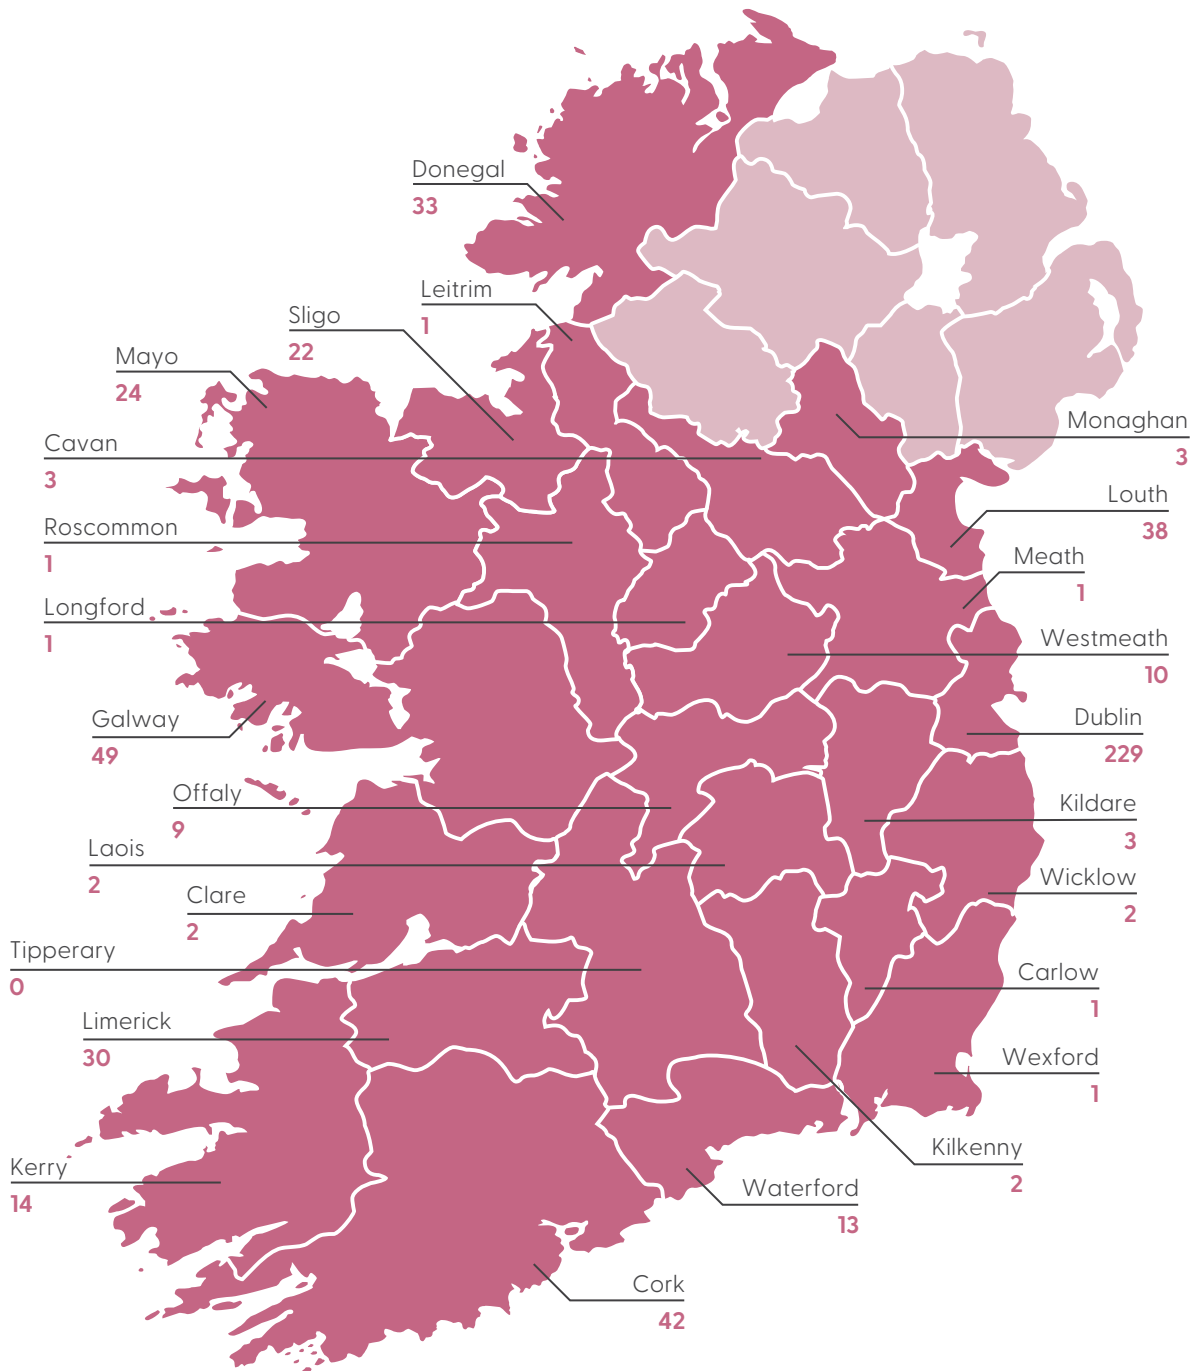 Donegal
33
Leitrim
1
Sligo
22
Mayo
24
Cavan
3
Roscommon
1
Longford
1
Galway
49
Offaly
9
Laois
2
Clare
2
Tipperary
0
Limerick
30
Kerry
14
Monaghan
3
Louth
38
Meath
1
Westmeath
10
Dublin
229
Kildare
3
Wicklow
2
Carlow
1
Wexford
1
Kilkenny
2
Waterford
13
Cork
42